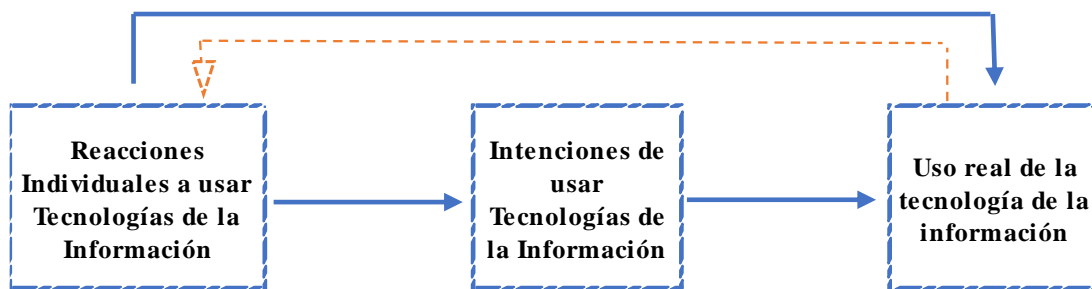 Reacciones
Individuales a usar
Tecnologías de la
Información
Intenciones de
usar
Tecnologías de
la Información
Uso real de la
tecnología de la
información